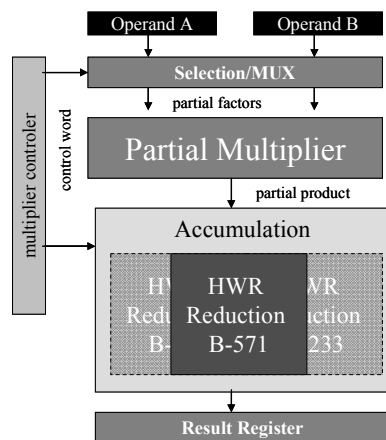 Operand A
Operand B
Selection/MUX
partial factors
multiplier controler
control word
Partial Multiplier
partial product
Accumulation
HWR
Reduction
B-571
233
Result Register